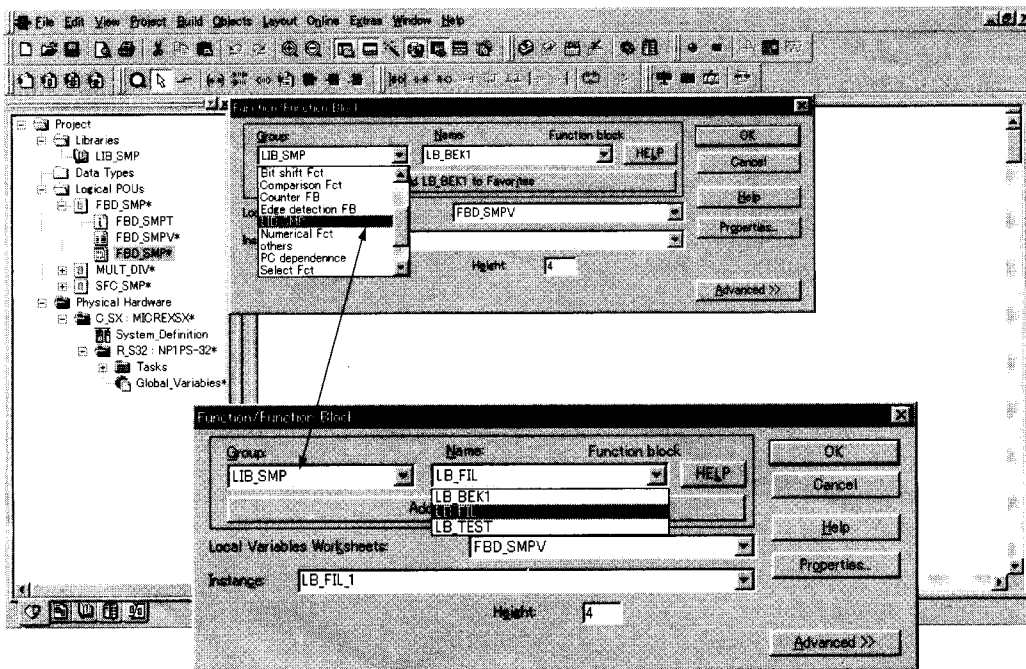 File Edit View Project Build Objects Layout Online Extras Window Help
Project
Libraries
LIB_SMP
Data Types
Logical POUs
FBD_SMP*
FBD_SMPT
FBD_SMPV*
FBD_SMP*
MULT_DIV*
SFC_SMP*
Physical Hardware
C_SX : MICREXSX*
System_Definition
R_S32 : NP1PS-32*
Tasks
Global_Variables*
Function/Function Block
Group: Name: Function block
LIB_SMP LB_BEK1 HELP
LB_BEK1 to Favorites
Bit shift Fct
Comparison Fct
Counter FB
Edge detection FB
LIB_SMP
Numerical Fct
others
PC dependennce
Select Fct
FBD_SMPV
Height: 4
OK
Cancel
Help
Properties...
Advanced >>
Function/Function Block
Group: Name: Function block
LIB_SMP LB_FIL HELP
LB_BEK1
LB_FIL
LB_TEST
Local Variables Worksheets: FBD_SMPV
Instance: LB_FIL_1
Height: 4
OK
Cancel
Help
Properties...
Advanced >>